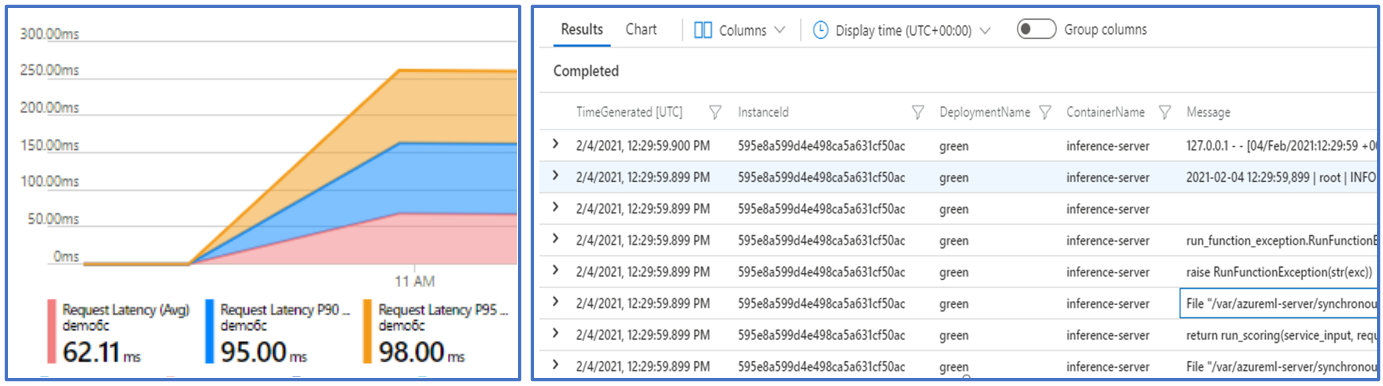 300.00ms
250.00ms
200.00ms
150.00ms
100.00ms
50.00ms
0ms
11 AM
Request Latency (Avg)
demo6c
62.11 ms
Request Latency P90 ...
demo6c
95.00 ms
Request Latency P95 ...
demo6c
98.00 ms
Results Chart Columns Display time (UTC+00:00) Group columns
Completed
TimeGenerated [UTC] InstanceId DeploymentName ContainerName Message
2/4/2021, 12:29:59.900 PM 595e8a599d4e498ca5a631cf50ac green inference-server 127.0.0.1 - - [04/Feb/2021:12:29:59 +00
2/4/2021, 12:29:59.899 PM 595e8a599d4e498ca5a631cf50ac green inference-server 2021-02-04 12:29:59,899 | root | INFO
2/4/2021, 12:29:59.899 PM 595e8a599d4e498ca5a631cf50ac green inference-server
2/4/2021, 12:29:59.899 PM 595e8a599d4e498ca5a631cf50ac green inference-server run_function_exception.RunFunctionE
2/4/2021, 12:29:59.899 PM 595e8a599d4e498ca5a631cf50ac green inference-server raise RunFunctionException(str(exc))
2/4/2021, 12:29:59.899 PM 595e8a599d4e498ca5a631cf50ac green inference-server File "/var/azureml-server/synchronou
2/4/2021, 12:29:59.899 PM 595e8a599d4e498ca5a631cf50ac green inference-server return run_scoring(service_input, requ
2/4/2021, 12:29:59.899 PM 595e8a599d4e498ca5a631cf50ac green inference-server File "/var/azureml-server/synchronou